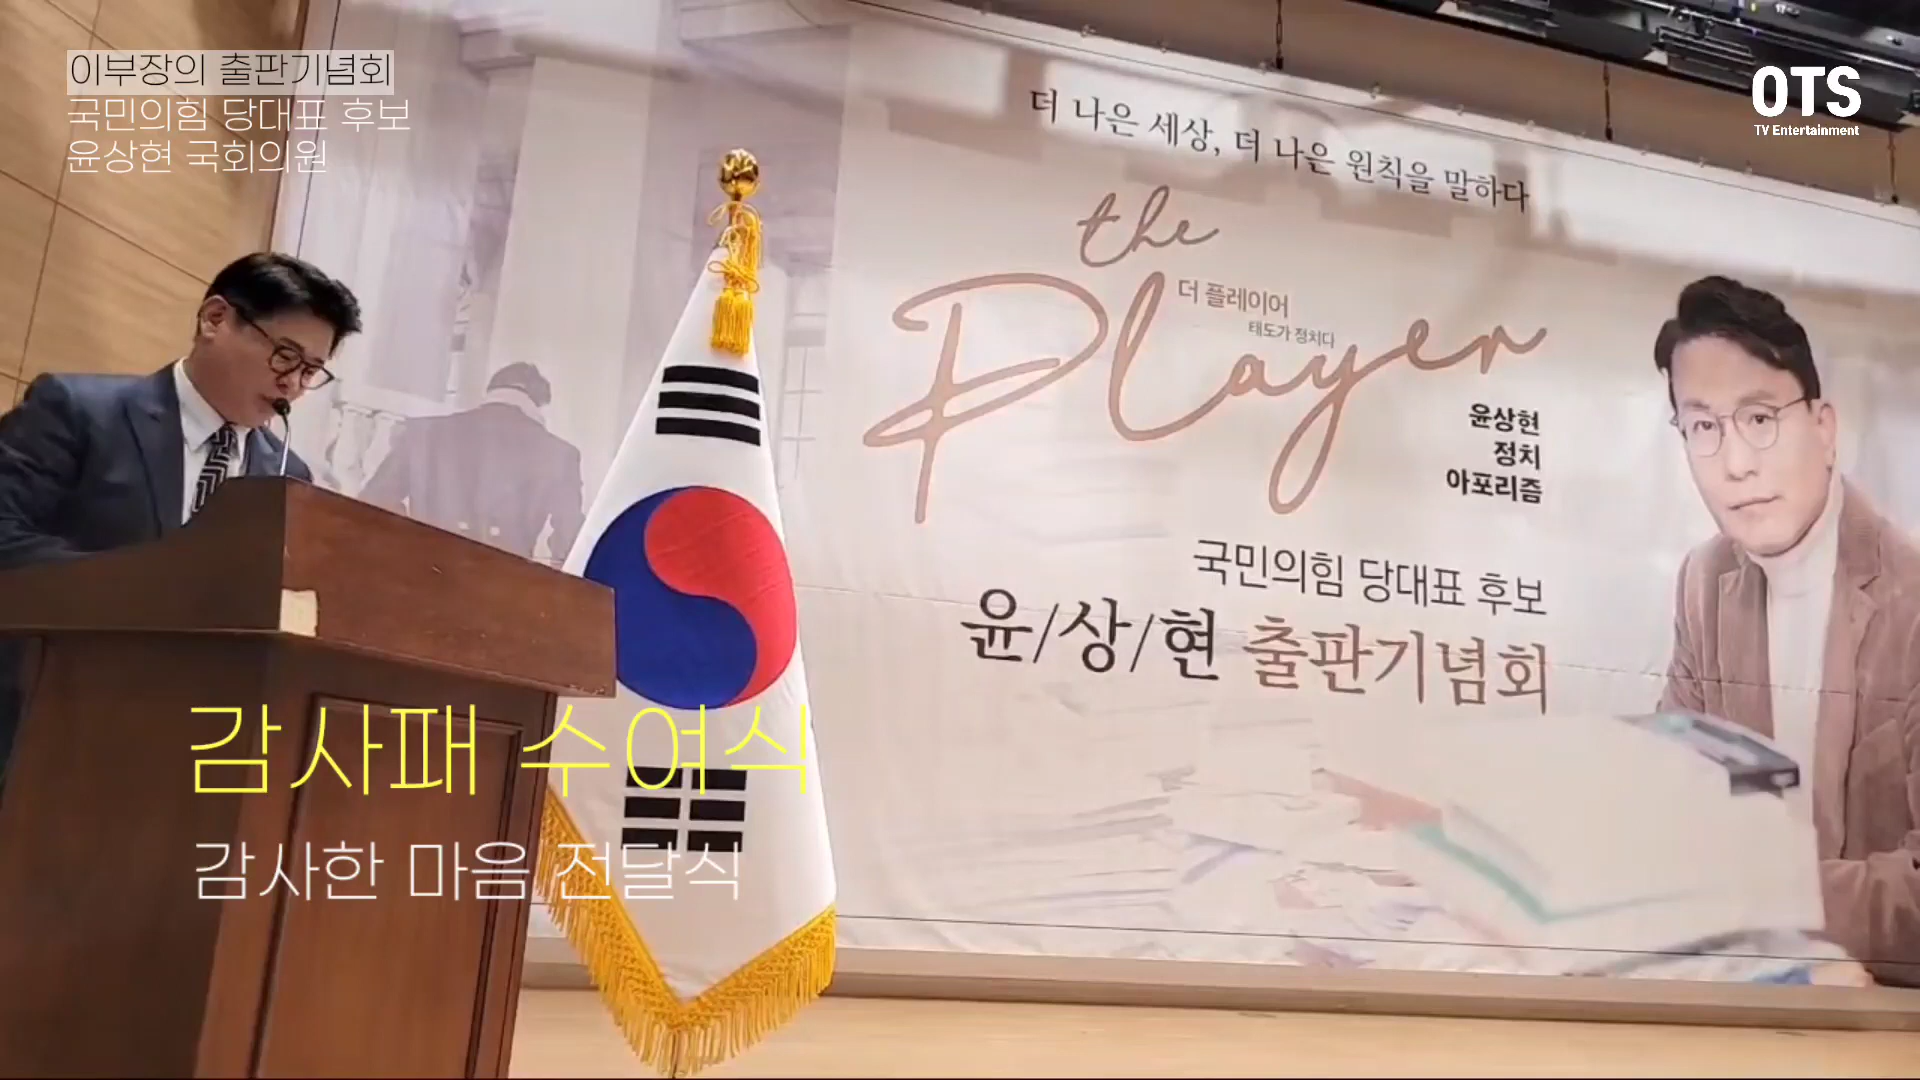 이부장의 출판기념회
국민의힘 당대표 후보
윤상현 국회의원
OTS
TV Entertainment
더 나은 세상, 더 나은 원칙을 말하다
the
Player
더 플레이어
태도가 정치다
윤상현
정치
아포리즘
국민의힘 당대표 후보
윤/상/현 출판기념회
감사패 수여식
감사한 마음 전달식